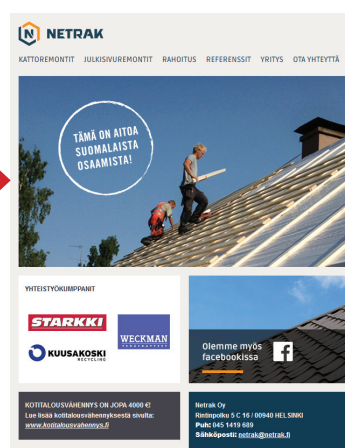 NETRAK
KATTOREMONTIT JULKISIVUREMONTIT RAHOITUS REFERENSSIT YRITYS OTA YHTEYTTÄ
TÄMÄ ON AITOA
SUOMALAISTA
OSAAMISTA!
YHTEISTYÖKUMPPANIT
STARKKI
WECKMAN
KUUSAKOSKI
RECYCLING
Olemme myös
facebookissa
KOTITALOUSVÄHENNYS ON JOPA 4000 €!
Lue lisää kotitalousvähennyksestä sivulta:
www.kotitalousvahennys.fi
Netrak Oy
Rintinpolku 5 C 16 / 00940 HELSINKI
Puh: 045 1419 689
Sähköposti: netrak@netrak.fi